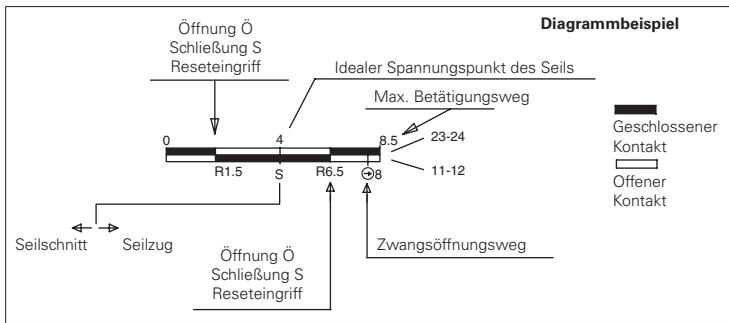 Diagrammbeispiel
Öffnung Ö
Schließung S
Reseteingriff
Idealer Spannungspunkt des Seils
Max. Betätigungsweg
0
4
8.5
23-24
11-12
R1.5
S
R6.5
8
Geschlossener
Kontakt
Offener
Kontakt
Seilschnitt
Seilzug
Öffnung Ö
Schließung S
Reseteingriff
Zwangsöffnungsweg